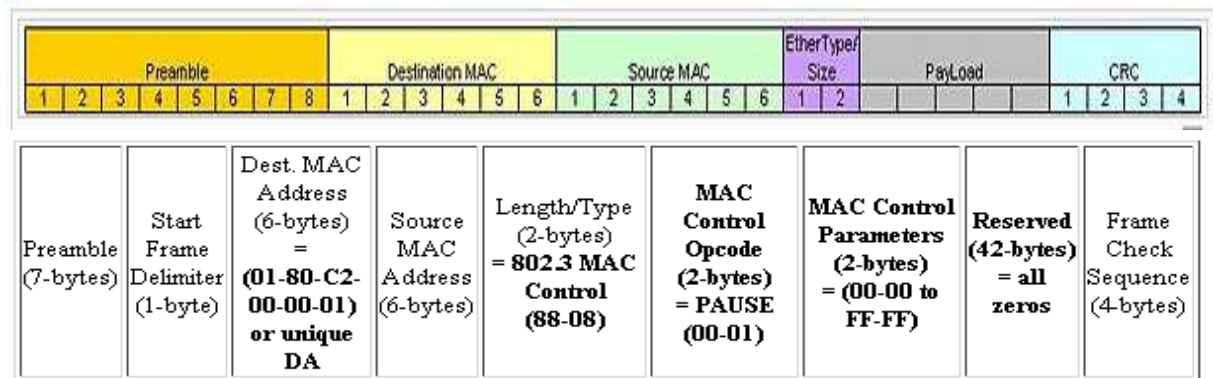 EtherType/
Preamble Destination MAC Source MAC Size PayLoad CRC
1 2 3 4 5 6 7 8 1 2 3 4 5 6 1 2 3 4 5 6 1 2 1 2 3 4
Preamble
(7-bytes)
Start
Frame
Delimiter
(1-byte)
Dest. MAC
Address
(6-bytes)
=
(01-80-C2-
00-00-01)
or unique
DA
Source
MAC
Address
(6-bytes)
Length/Type
(2-bytes)
= 802.3 MAC
Control
(88-08)
MAC
Control
Opcode
(2-bytes)
= PAUSE
(00-01)
MAC Control
Parameters
(2-bytes)
= (00-00 to
FF-FF)
Reserved
(42-bytes)
= all
zeros
Frame
Check
Sequence
(4-bytes)